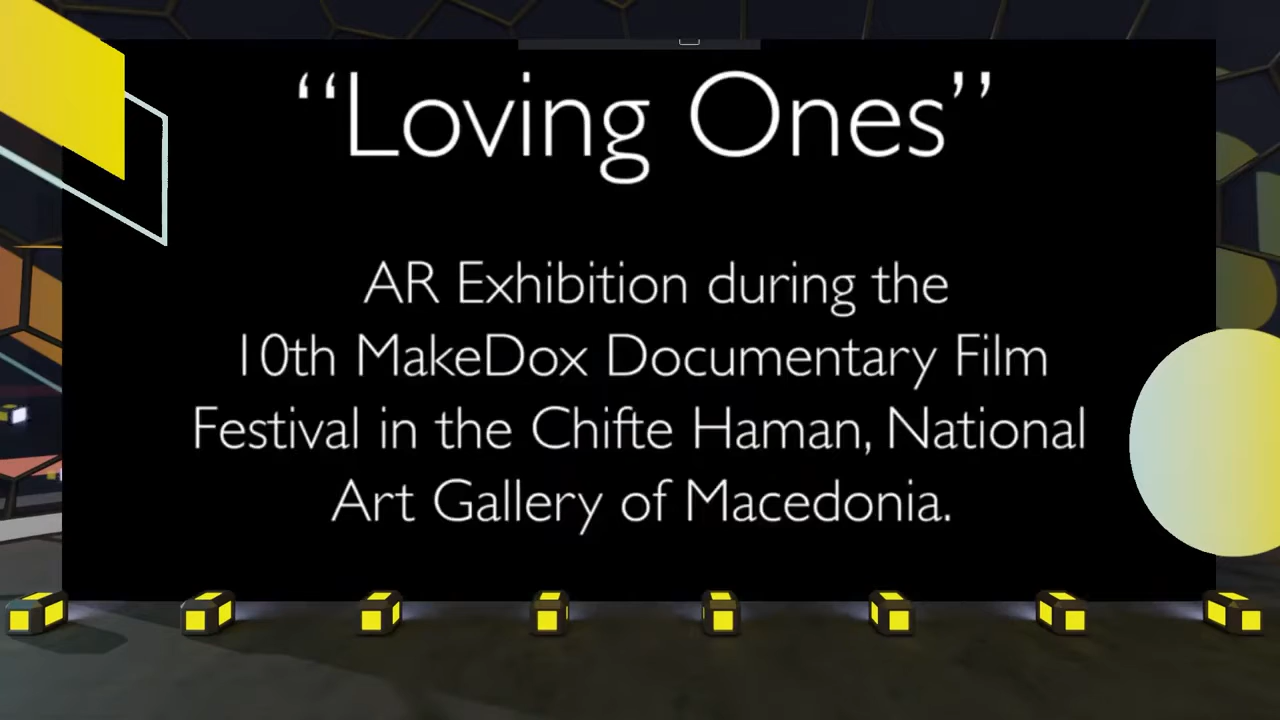 “Loving Ones”
AR Exhibition during the
10th MakeDox Documentary Film
Festival in the Chifte Haman, National
Art Gallery of Macedonia.